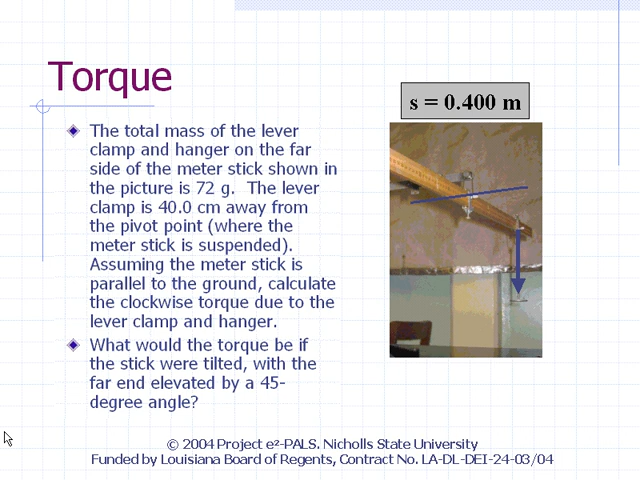 Torque
s = 0.400 m
The total mass of the lever
clamp and hanger on the far
side of the meter stick shown in
the picture is 72 g. The lever
clamp is 40.0 cm away from
the pivot point (where the
meter stick is suspended).
Assuming the meter stick is
parallel to the ground, calculate
the clockwise torque due to the
lever clamp and hanger.
What would the torque be if
the stick were tilted, with the
far end elevated by a 45-
degree angle?
© 2004 Project e²-PALS. Nicholls State University
Funded by Louisiana Board of Regents, Contract No. LA-DL-DEI-24-03/04